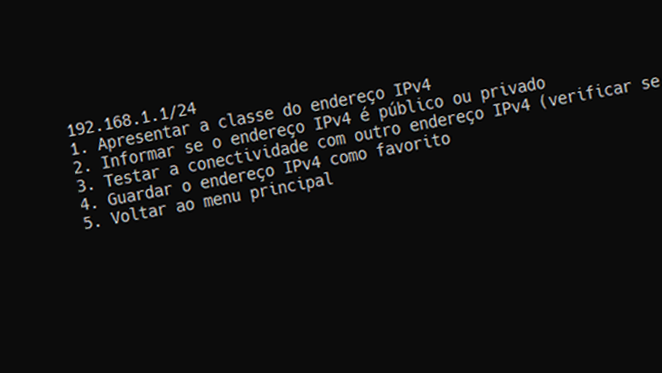 192.168.1.1/24
1. Apresentar a classe do endereço IPv4
2. Informar se o endereço IPv4 é público ou privado
3. Testar a conectividade com outro endereço IPv4 (verificar se
4. Guardar o endereço IPv4 como favorito
5. Voltar ao menu principal